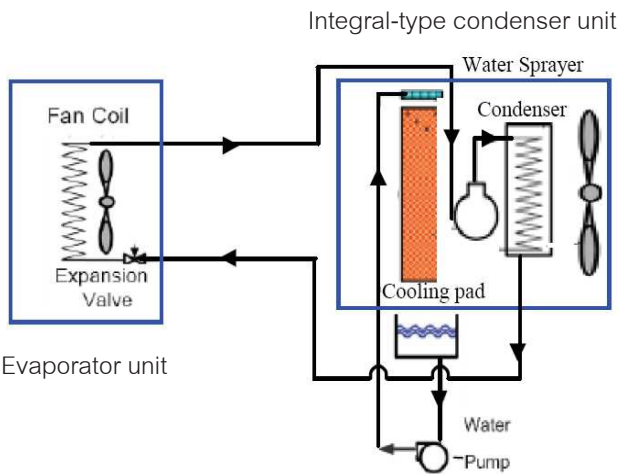 Integral-type condenser unit
Water Sprayer
Fan Coil
Condenser
Expansion
Valve
Cooling pad
Evaporator unit
Water
Pump